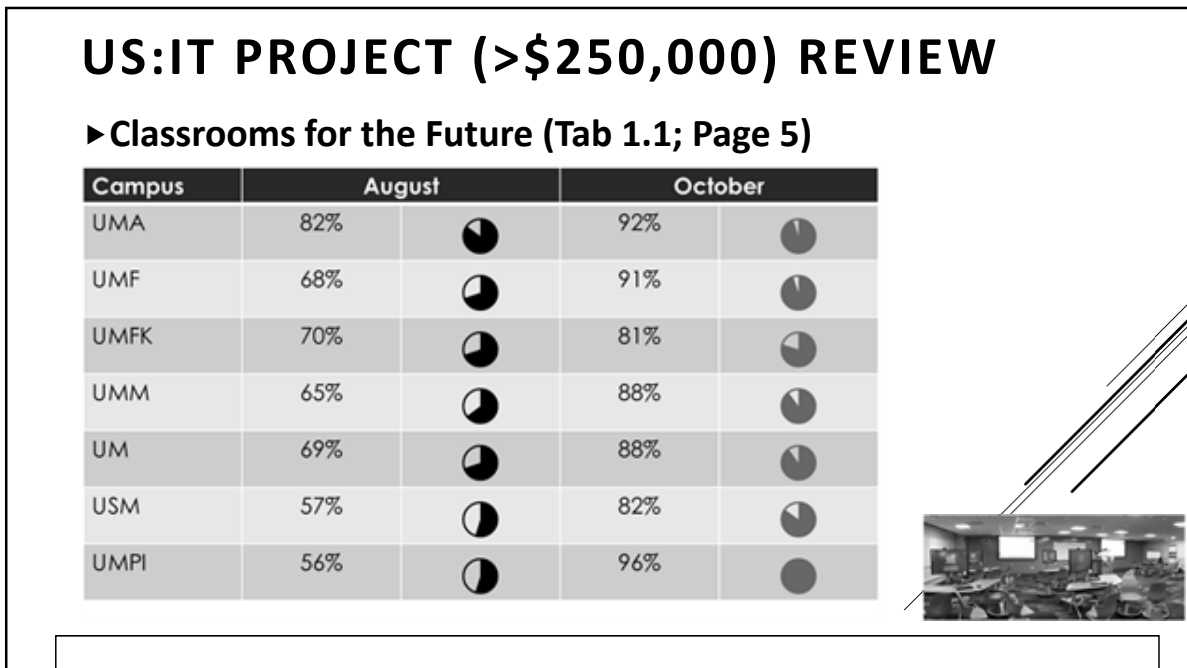 US:IT PROJECT (>$250,000) REVIEW
▶Classrooms for the Future (Tab 1.1; Page 5)
Campus August October
UMA 82% 92%
UMF 68% 91%
UMFK 70% 81%
UMM 65% 88%
UM 69% 88%
USM 57% 82%
UMPI 56% 96%